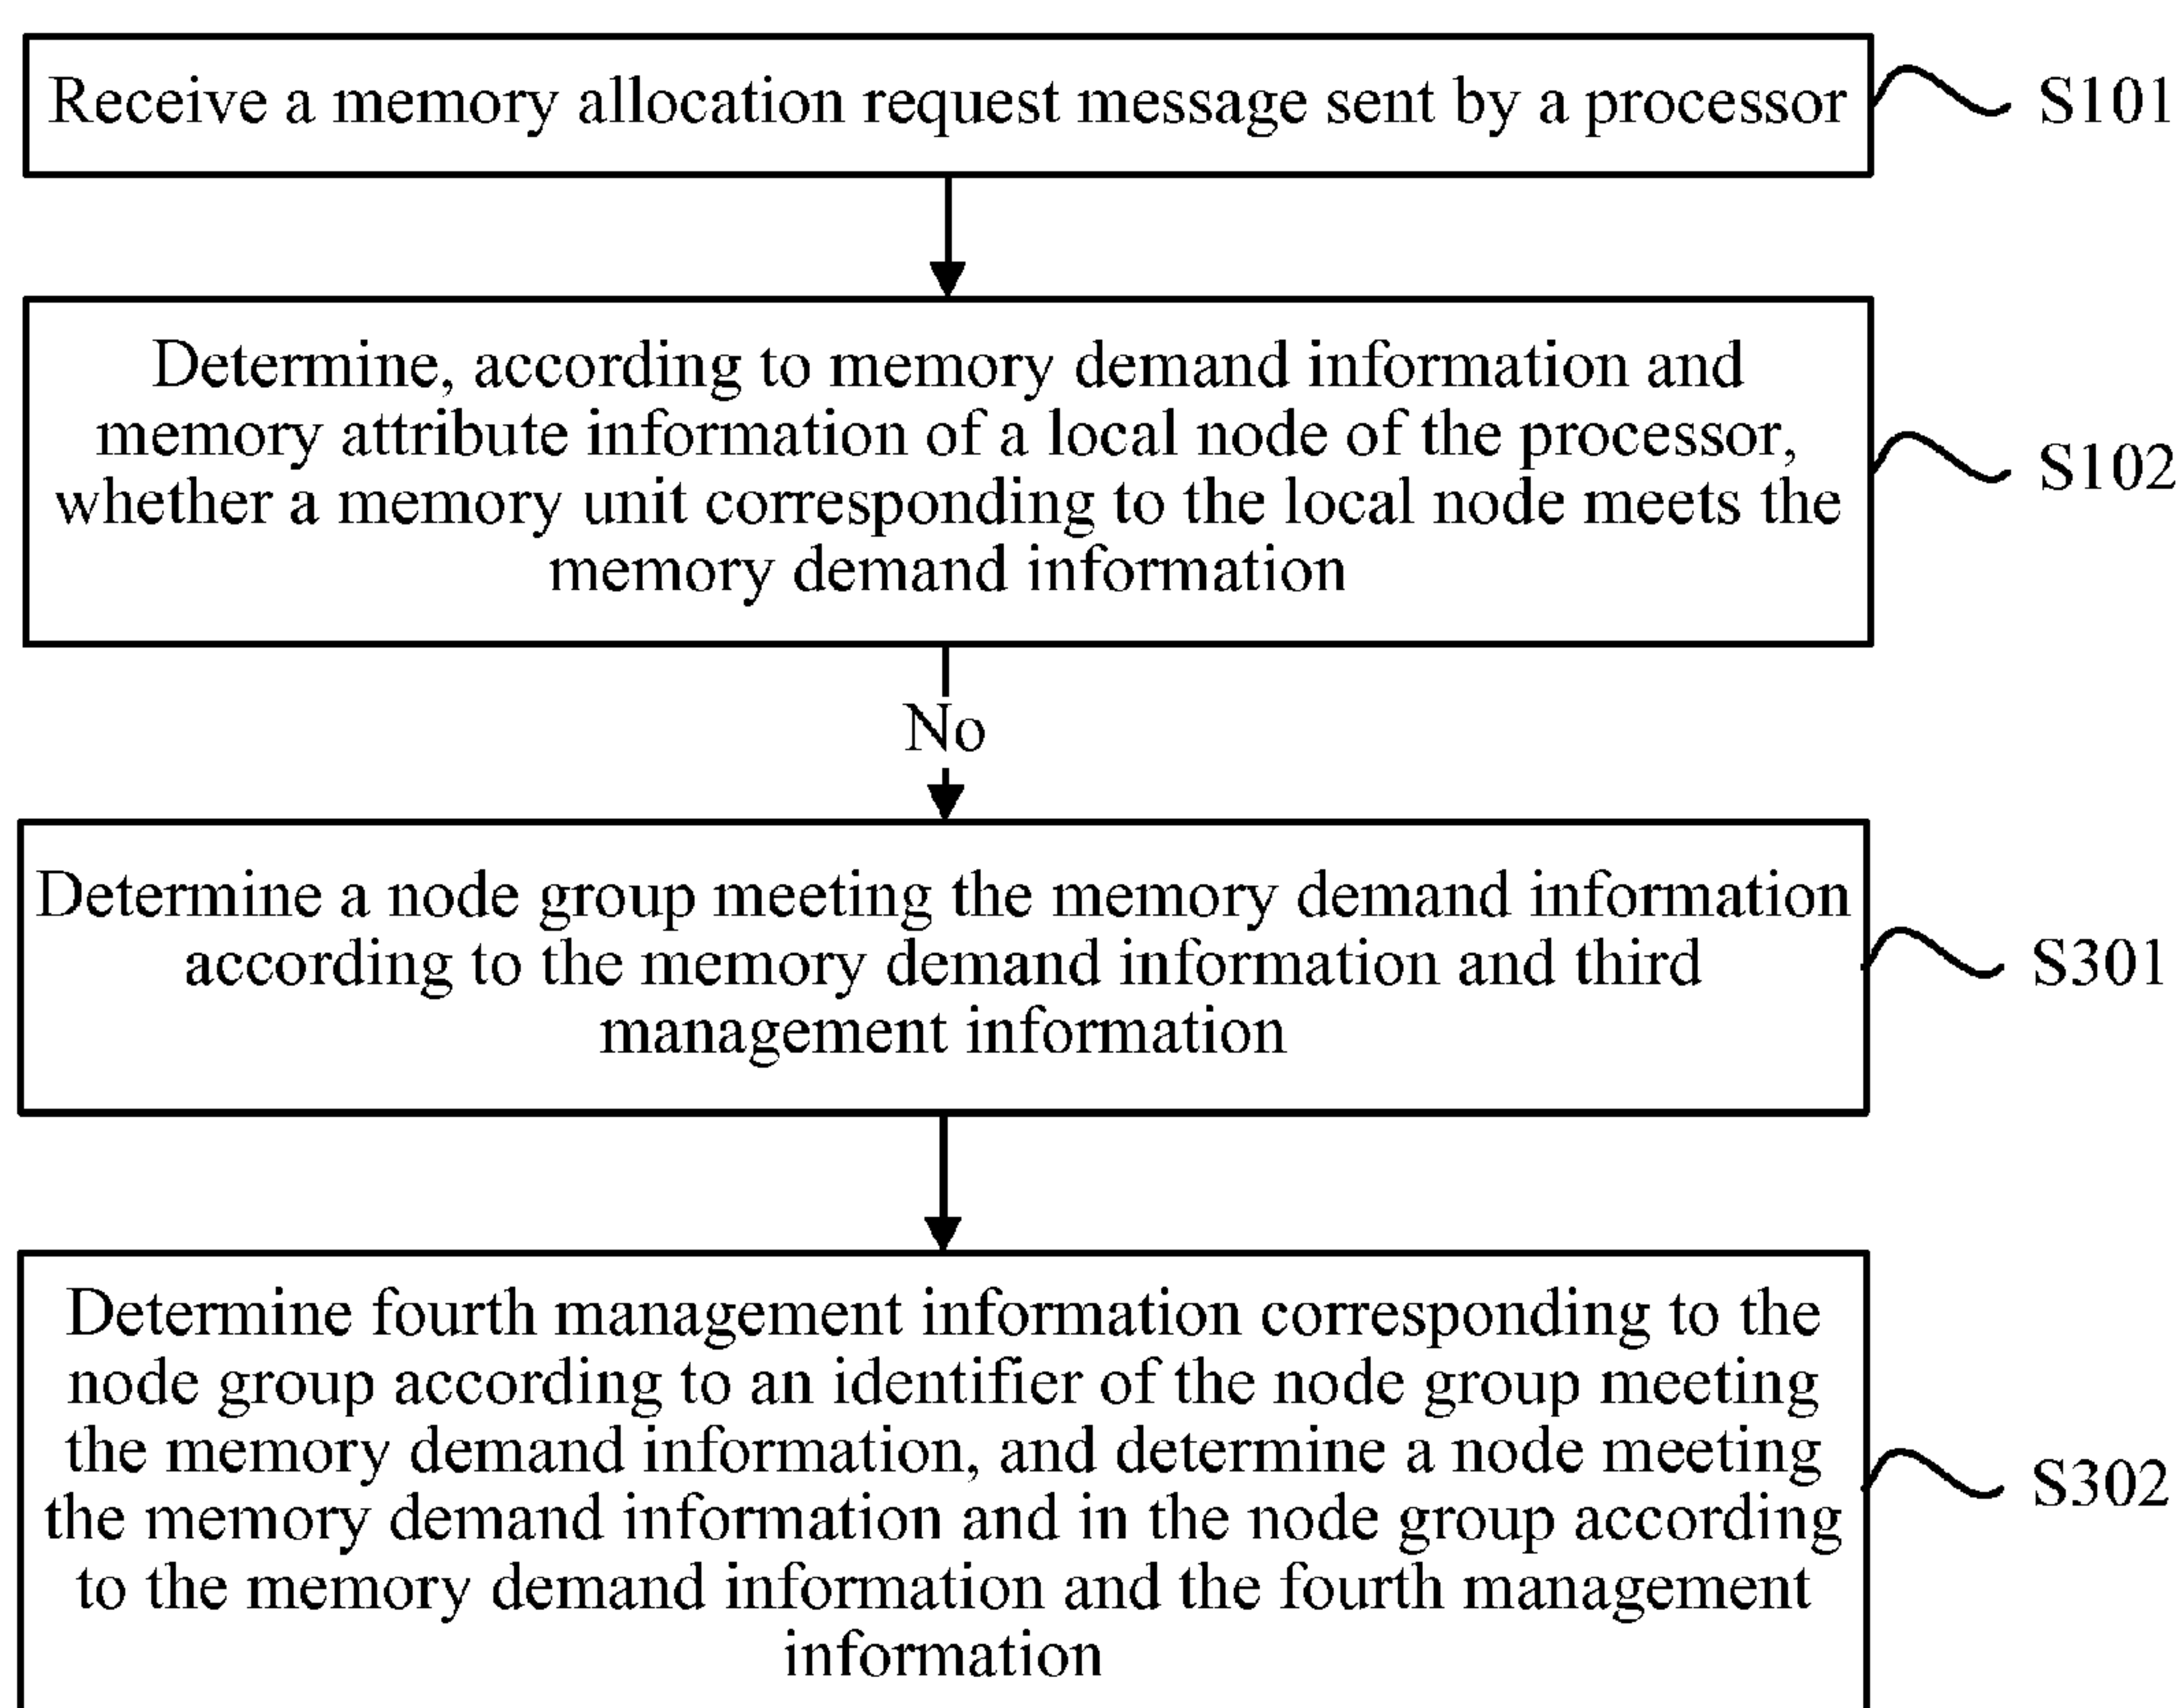 Receive a memory allocation request message sent by a processor
S101
Determine, according to memory demand information and
memory attribute information of a local node of the processor,
whether a memory unit corresponding to the local node meets the
memory demand information
S102
No
Determine a node group meeting the memory demand information
according to the memory demand information and third
management information
S301
Determine fourth management information corresponding to the
node group according to an identifier of the node group meeting
the memory demand information, and determine a node meeting
the memory demand information and in the node group according
to the memory demand information and the fourth management
information
S302